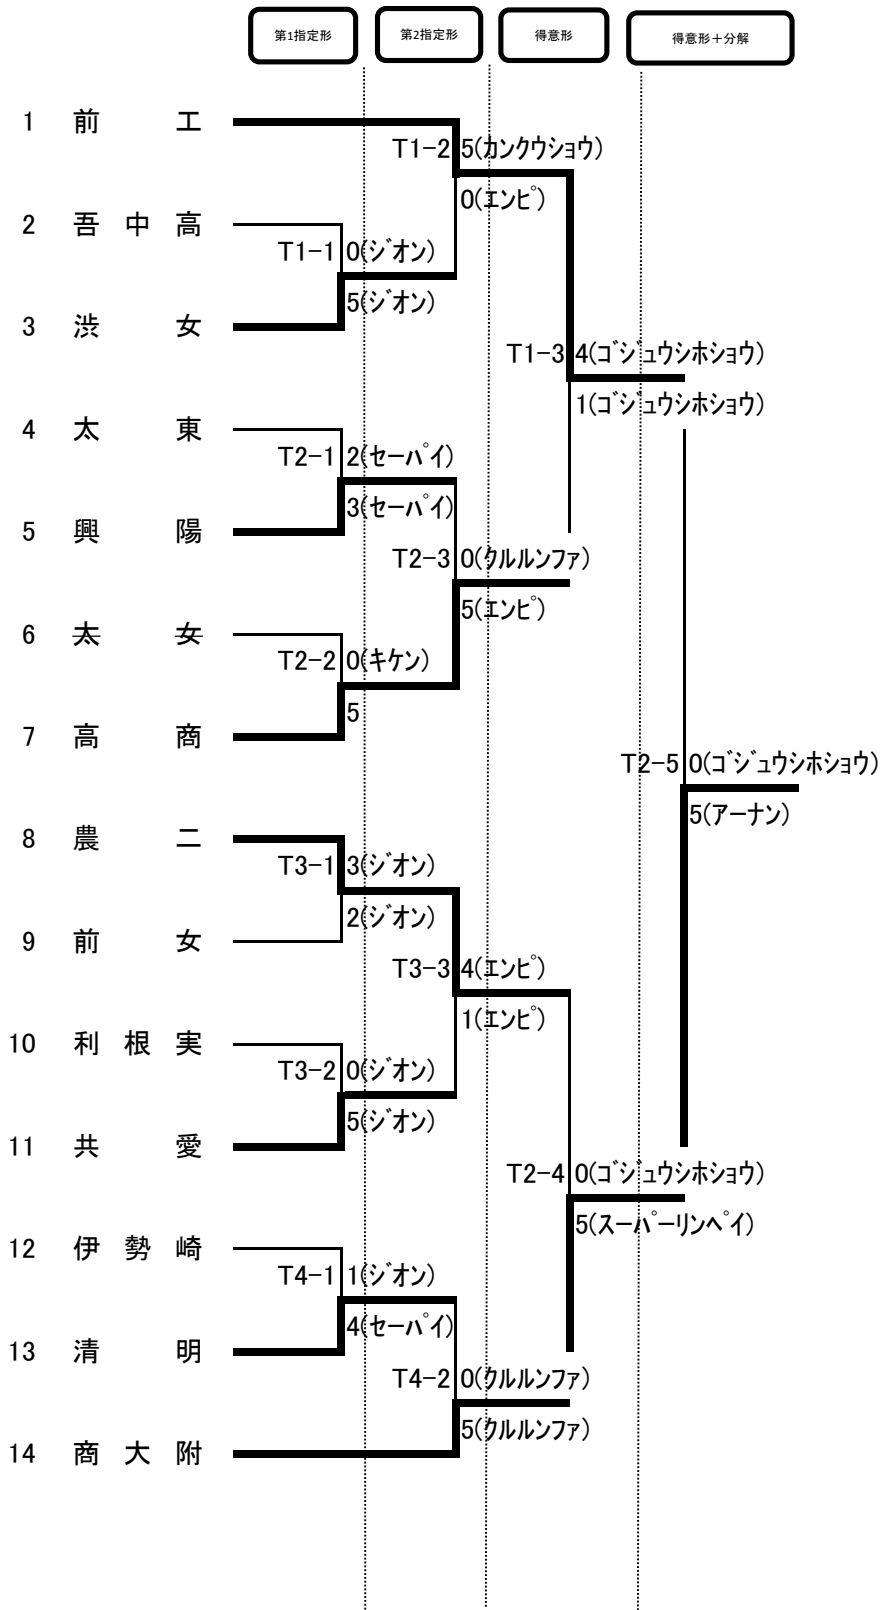 第1指定形 第2指定形 得意形 得意形＋分解
1 前 工
T1-2 5(カンクウショウ)
0(エンピ)
2 吾 中 高
T1-1 0(ジオン)
5(ジオン)
3 渋 女
T1-3 4(ゴジュウシホショウ)
1(ゴジュウシホショウ)
4 太 東
T2-1 2(セーパイ)
3(セーパイ)
5 興 陽
T2-3 0(クルルンファ)
5(エンピ)
6 太 女
T2-2 0(キケン)
5
7 高 商
T2-5 0(ゴジュウシホショウ)
5(アーナン)
8 農 二
T3-1 3(ジオン)
2(ジオン)
9 前 女
T3-3 4(エンピ)
1(エンピ)
10 利 根 実
T3-2 0(ジオン)
5(ジオン)
11 共 愛
T2-4 0(ゴジュウシホショウ)
5(スーパーリンペイ)
12 伊 勢 崎
T4-1 1(ジオン)
4(セーパイ)
13 清 明
T4-2 0(クルルンファ)
5(クルルンファ)
14 商 大 附